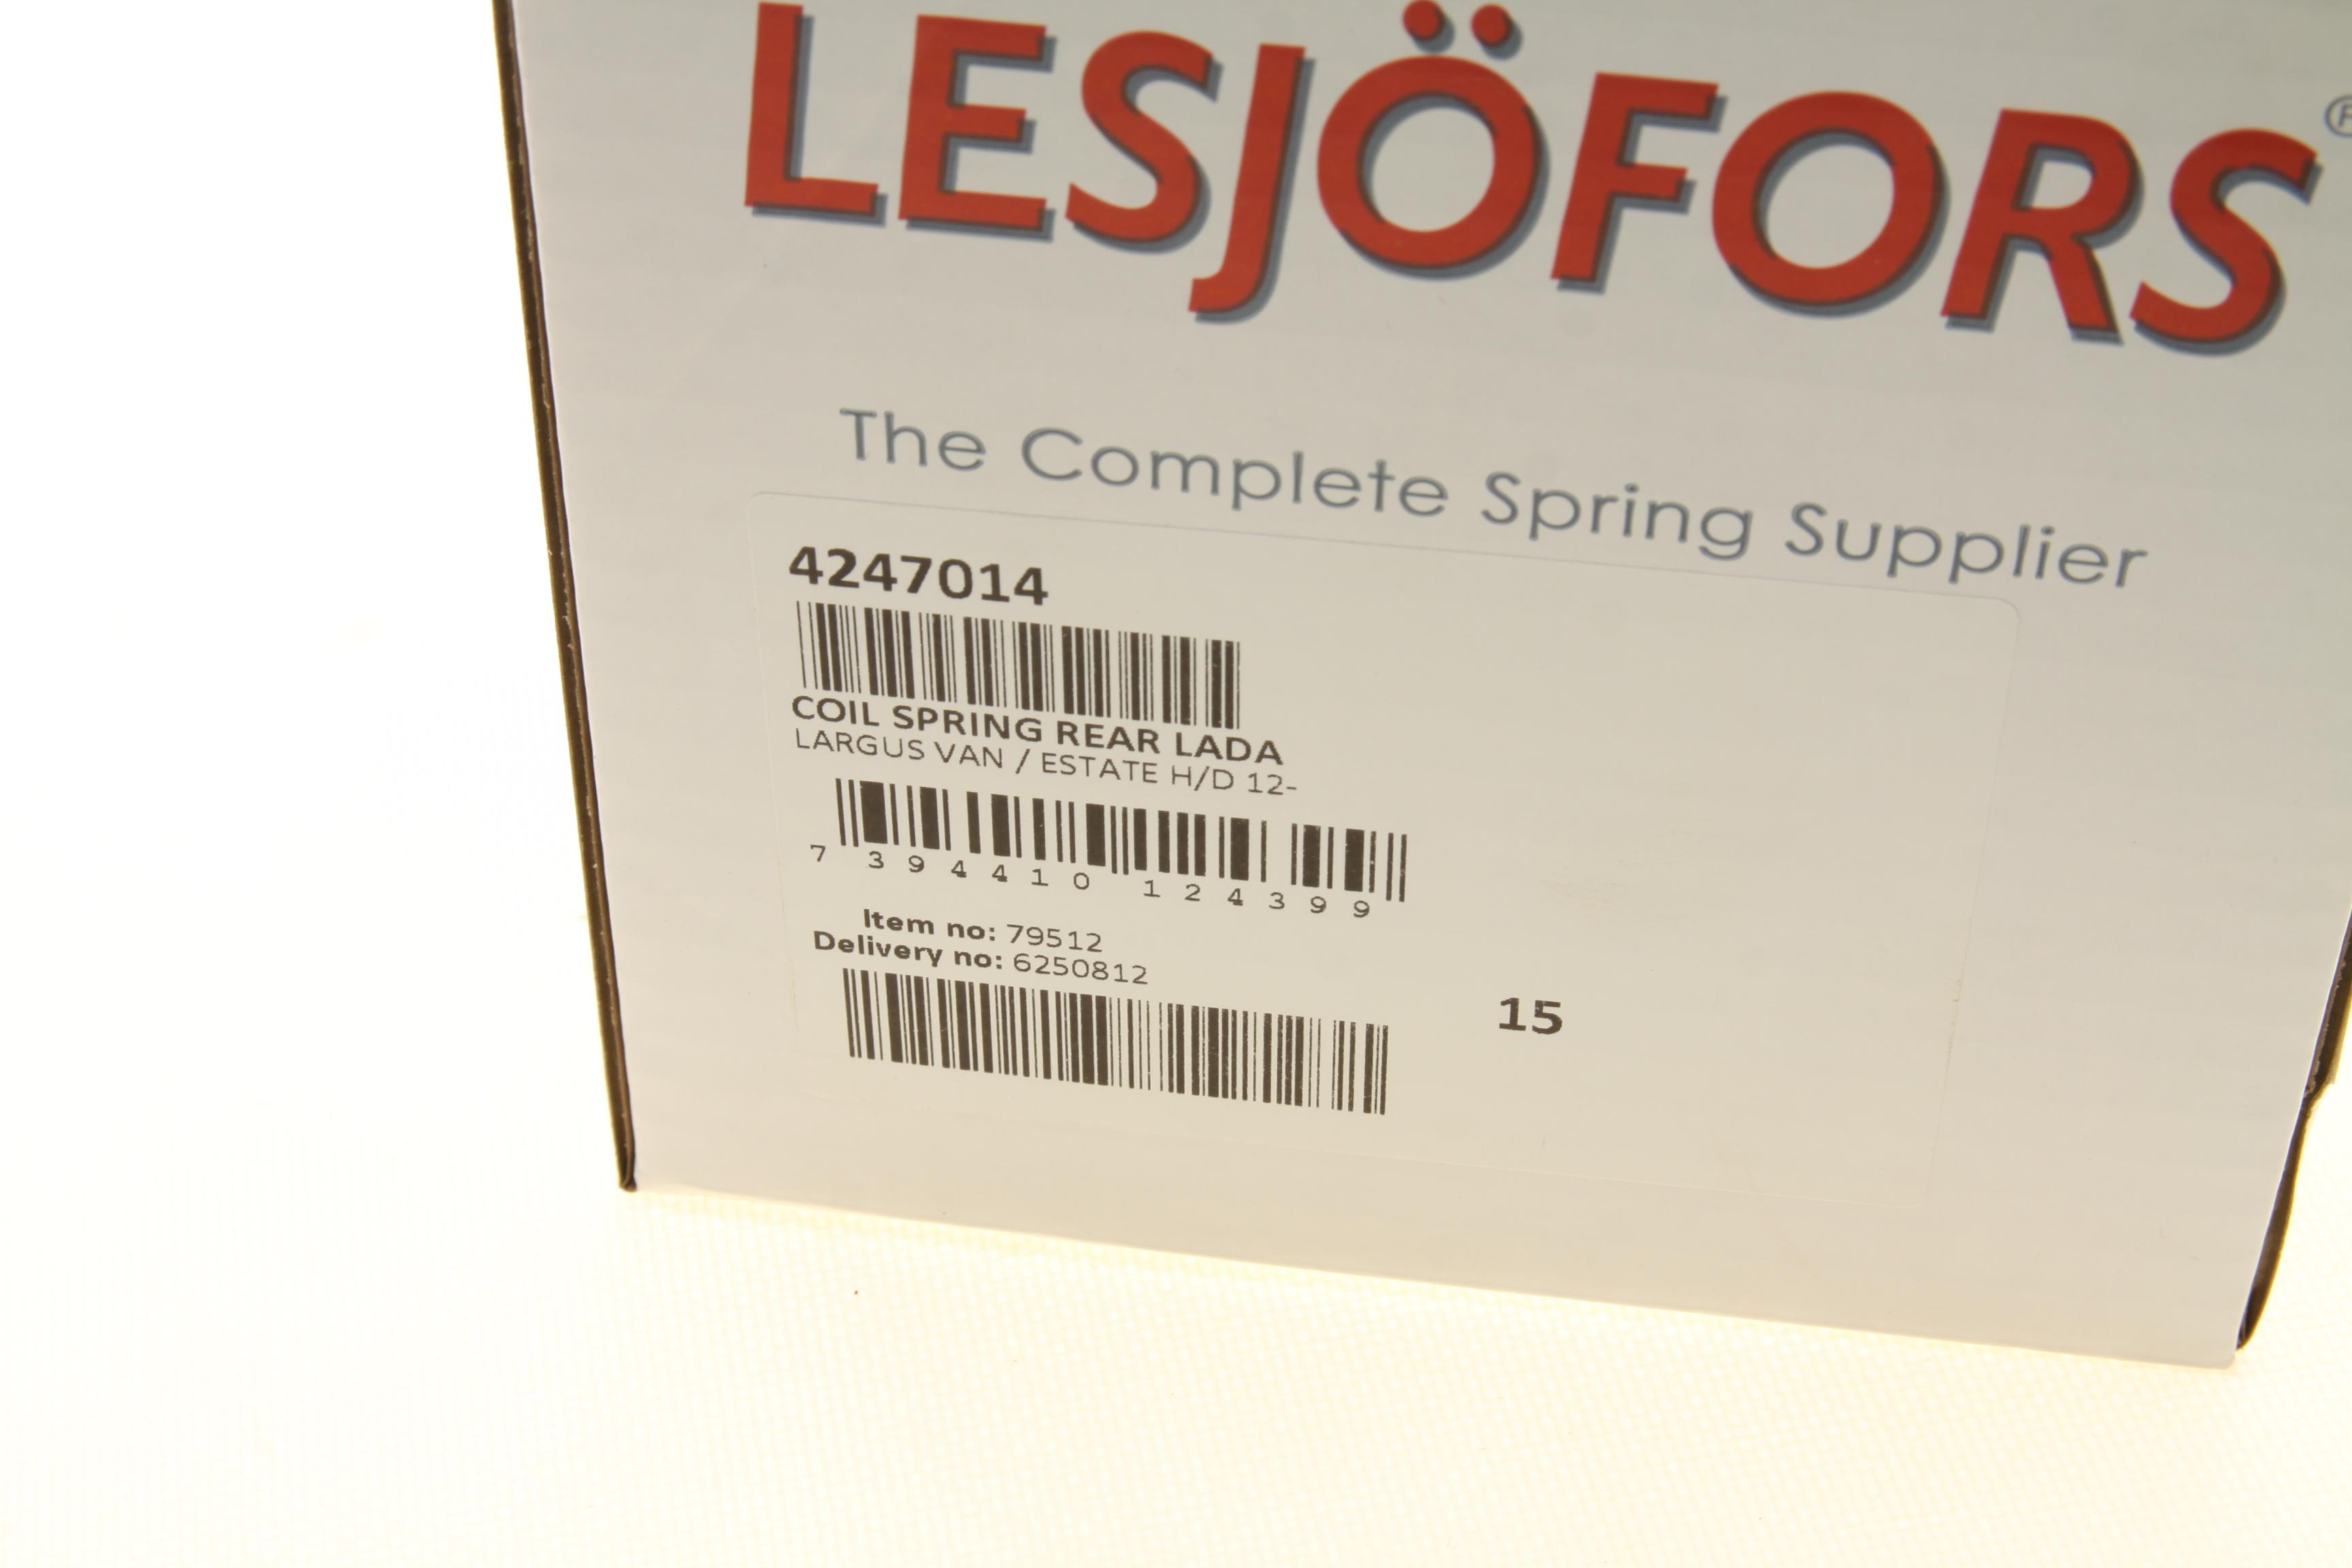 LESJÖFORS®
The Complete Spring Supplier
4247014
COIL SPRING REAR LADA
LARGUS VAN / ESTATE H/D 12-
7 394410 124399
Item no: 79512
Delivery no: 6250812
15